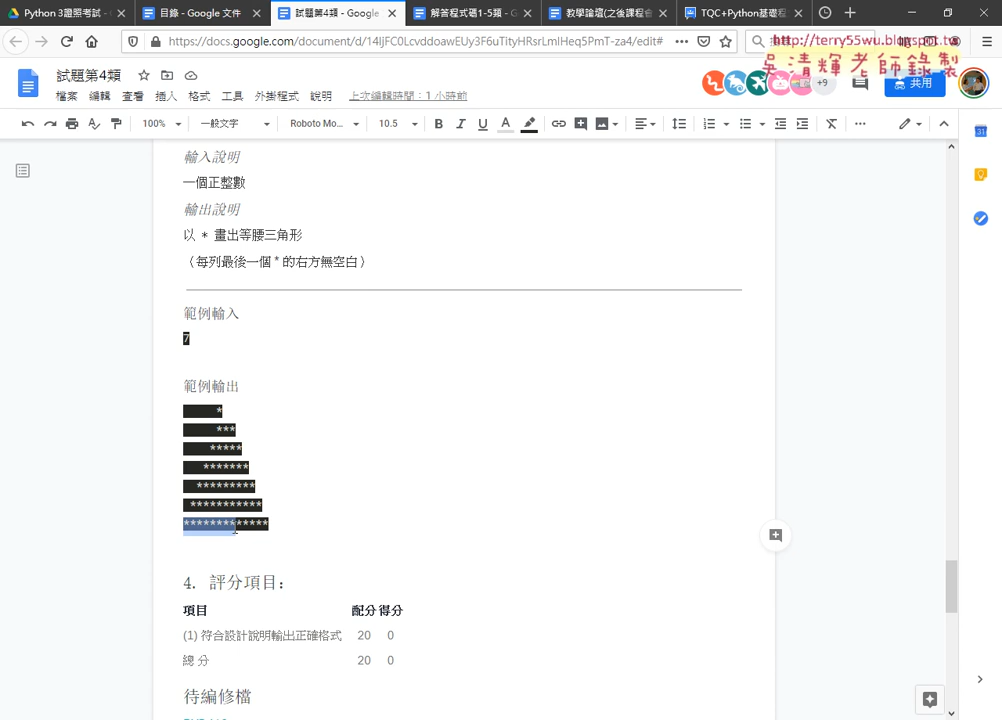 Python 3證照考試 -
目錄 - Google 文件
試題第4類 - Google
解答程式碼1-5類 - G
教學論壇(之後課程會
TQC+Python基礎程
https://docs.google.com/document/d/14ljFC0LcvddoawEUy3F6uTityHRsrLmlHeq5PmT-za4/edit#
http://terry55wu.blogspot.tw
吳清輝老師錄製
試題第4類
檔案 編輯 查看 插入 格式 工具 外掛程式 說明 上次編輯時間：1 小時前
+9
共用
100% 一般文字 Roboto Mo... 10.5 B I U A
31
輸入說明
一個正整數
輸出說明
以 * 畫出等腰三角形
（每列最後一個 * 的右方無空白）
範例輸入
7
範例輸出
      *
     ***
    *****
   *******
  *********
 ***********
*************
4. 評分項目：
項目 配分 得分
(1) 符合設計說明輸出正確格式 20 0
總 分 20 0
待編修檔